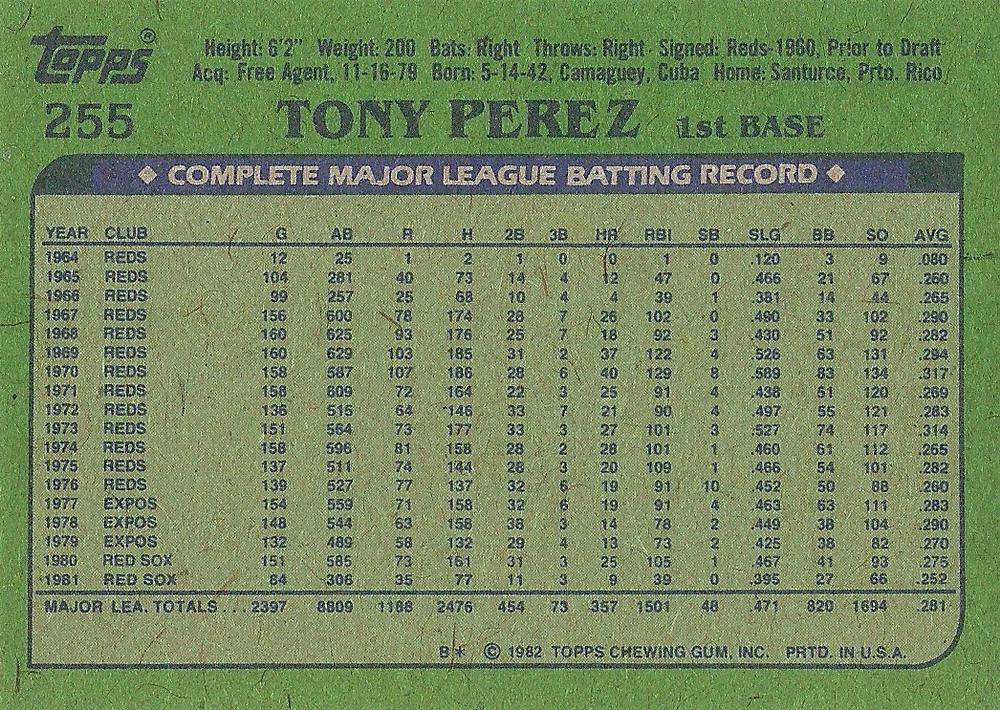 topps®
Height: 6'2" Weight: 200 Bats: Right Throws: Right Signed: Reds-1960, Prior to Draft
Acq: Free Agent, 11-16-79 Born: 5-14-42, Camaguey, Cuba Home: Santurce, Prto. Rico
255 TONY PEREZ 1st BASE
◆ COMPLETE MAJOR LEAGUE BATTING RECORD ◆
YEAR CLUB G AB R H 2B 3B HR RBI SB SLG BB SO AVG
1964 REDS 12 25 1 2 1 0 0 1 0 .120 3 9 .080
1965 REDS 104 281 40 73 14 4 12 47 0 .466 21 67 .260
1966 REDS 99 257 25 68 10 4 4 39 1 .381 14 44 .265
1967 REDS 156 600 78 174 28 7 26 102 0 .490 33 102 .290
1968 REDS 160 625 93 176 25 7 18 92 3 .430 51 92 .282
1969 REDS 160 629 103 185 31 2 37 122 4 .526 63 131 .294
1970 REDS 158 587 107 186 28 6 40 129 8 .589 83 134 .317
1971 REDS 158 609 72 164 22 3 25 91 4 .438 51 120 .269
1972 REDS 136 515 64 146 33 7 21 90 4 .497 55 121 .283
1973 REDS 151 564 73 177 33 3 27 101 3 .527 74 117 .314
1974 REDS 158 596 81 158 28 2 28 101 1 .460 61 112 .265
1975 REDS 137 511 74 144 28 3 20 109 1 .466 54 101 .282
1976 REDS 139 527 77 137 32 6 19 91 10 .452 50 88 .260
1977 EXPOS 154 559 71 158 32 6 19 91 4 .463 63 111 .283
1978 EXPOS 148 544 63 158 38 3 14 78 2 .449 38 104 .290
1979 EXPOS 132 489 58 132 29 4 13 73 2 .425 38 82 .270
1980 RED SOX 151 585 73 161 31 3 25 105 1 .467 41 93 .275
1981 RED SOX 84 306 35 77 11 3 9 39 0 .395 27 66 .252
MAJOR LEA. TOTALS...2397 8809 1188 2476 454 73 357 1501 48 .471 820 1694 .281
B* © 1982 TOPPS CHEWING GUM, INC. PRTD. IN U.S.A.